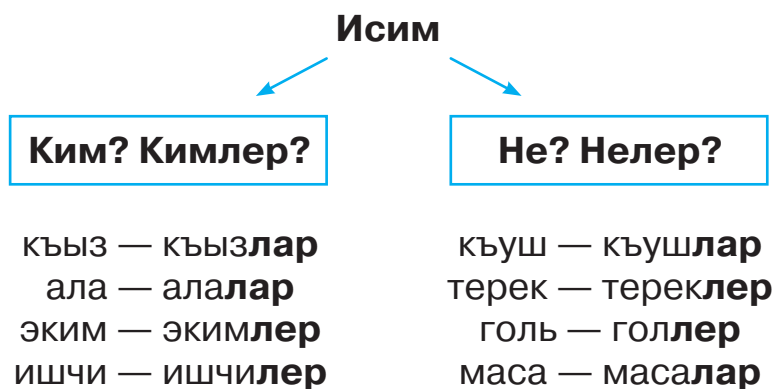 Исим
Ким? Кимлер?
Не? Нелер?
къыз — къызлар
ала — алалар
эким — экимлер
ишчи — ишчилер
къуш — къушлар
терек — тереклер
голь — голлер
маса — масалар